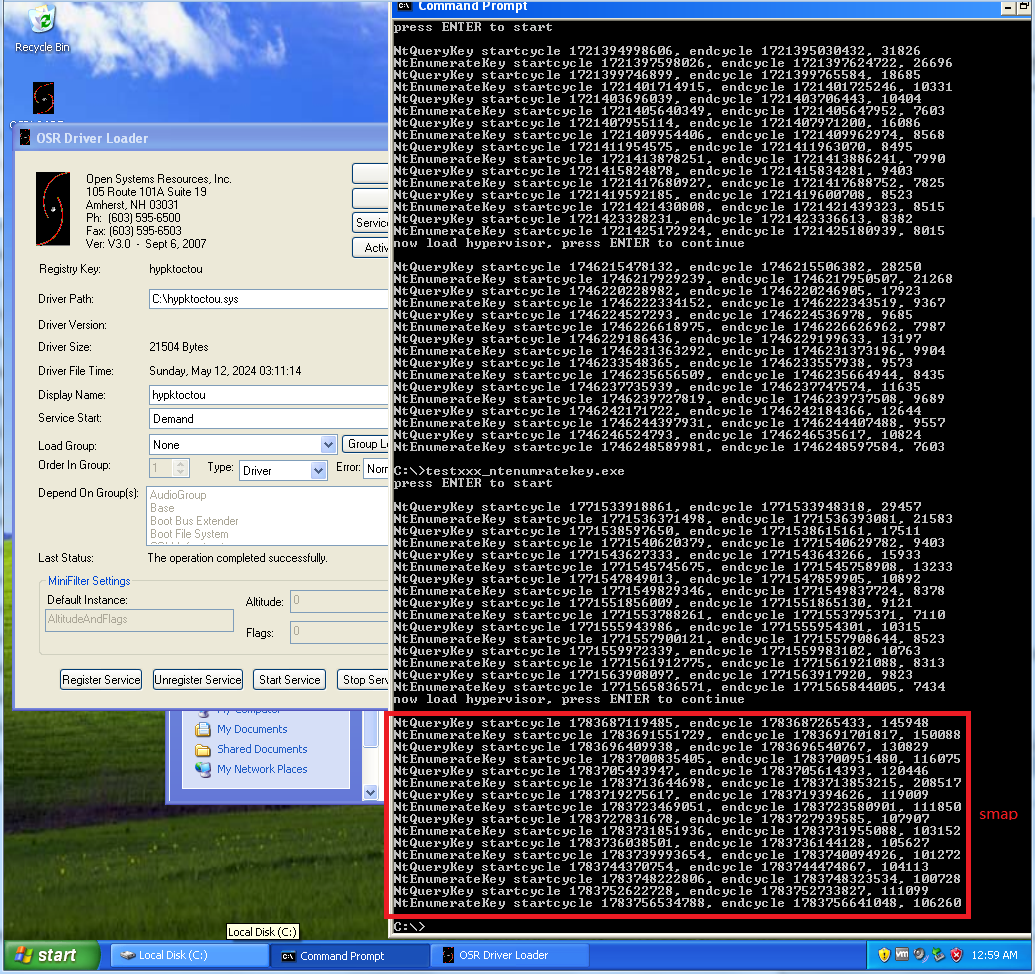 Recycle Bin
OSR Driver Loader
Open Systems Resources, Inc.
105 Route 101A Suite 19
Amherst, NH 03031
Ph: (603) 595-6500
Fax: (603) 595-6503
Ver: V3.0 - Sept 6, 2007
Service
Activ
Registry Key: hypktoctou
Driver Path: C:\hypktoctou.sys
Driver Version:
Driver Size: 21504 Bytes
Driver File Time: Sunday, May 12, 2024 03:11:14
Display Name: hypktoctou
Service Start: Demand
Load Group: None Group Lo
Order In Group: 1 Type: Driver Error: Norr
Depend On Group(s): AudioGroup
Base
Boot Bus Extender
Boot File System
Last Status: The operation completed successfully.
MiniFilter Settings
Default Instance:
AltitudeAndFlags
Altitude: 0
Flags: 0
Register Service Unregister Service Start Service Stop Serv
My Computer
My Documents
Shared Documents
My Network Places
Local Disk (C:)
Command Prompt
press ENTER to start
NtQueryKey startcycle 1721394998606, endcycle 1721395030432, 31826
NtEnumerateKey startcycle 1721397598026, endcycle 1721397624722, 26696
NtQueryKey startcycle 1721399746899, endcycle 1721399765584, 18685
NtEnumerateKey startcycle 1721401714915, endcycle 1721401725246, 10331
NtQueryKey startcycle 1721403696039, endcycle 1721403706443, 10404
NtEnumerateKey startcycle 1721405640349, endcycle 1721405647952, 7603
NtQueryKey startcycle 1721407955114, endcycle 1721407971200, 16086
NtEnumerateKey startcycle 1721409954406, endcycle 1721409962974, 8568
NtQueryKey startcycle 1721411954575, endcycle 1721411963070, 8495
NtEnumerateKey startcycle 1721413878251, endcycle 1721413886241, 7990
NtQueryKey startcycle 1721415824878, endcycle 1721415834281, 9403
NtEnumerateKey startcycle 1721417680927, endcycle 1721417688752, 7825
NtQueryKey startcycle 1721419592185, endcycle 1721419600708, 8523
NtEnumerateKey startcycle 1721421430808, endcycle 1721421439323, 8515
NtQueryKey startcycle 1721423328231, endcycle 1721423336613, 8382
NtEnumerateKey startcycle 1721425172924, endcycle 1721425180939, 8015
now load hypervisor, press ENTER to continue
NtQueryKey startcycle 1746215478132, endcycle 1746215506382, 28250
NtEnumerateKey startcycle 1746217929239, endcycle 1746217950507, 21268
NtQueryKey startcycle 1746220228982, endcycle 1746220246905, 17923
NtEnumerateKey startcycle 1746222334152, endcycle 1746222343519, 9367
NtQueryKey startcycle 1746224527293, endcycle 1746224536978, 9685
NtEnumerateKey startcycle 1746226618975, endcycle 1746226626962, 7987
NtQueryKey startcycle 1746229186436, endcycle 1746229199633, 13197
NtEnumerateKey startcycle 1746231363292, endcycle 1746231373196, 9904
NtQueryKey startcycle 1746233548365, endcycle 1746233557938, 9573
NtEnumerateKey startcycle 1746235656509, endcycle 1746235664944, 8435
NtQueryKey startcycle 1746237735939, endcycle 1746237747574, 11635
NtEnumerateKey startcycle 1746239727819, endcycle 1746239737508, 9689
NtQueryKey startcycle 1746242171722, endcycle 1746242184366, 12644
NtEnumerateKey startcycle 1746244397931, endcycle 1746244407488, 9557
NtQueryKey startcycle 1746246524793, endcycle 1746246535617, 10824
NtEnumerateKey startcycle 1746248589981, endcycle 1746248597584, 7603
C:\>testxxx_ntenumratekey.exe
press ENTER to start
NtQueryKey startcycle 1771533918861, endcycle 1771533948318, 29457
NtEnumerateKey startcycle 1771536371498, endcycle 1771536393081, 21583
NtQueryKey startcycle 1771538597650, endcycle 1771538615161, 17511
NtEnumerateKey startcycle 1771540620379, endcycle 1771540629782, 9403
NtQueryKey startcycle 1771543627333, endcycle 1771543643266, 15933
NtEnumerateKey startcycle 1771545745675, endcycle 1771545758908, 13233
NtQueryKey startcycle 1771547849013, endcycle 1771547859905, 10892
NtEnumerateKey startcycle 1771549829346, endcycle 1771549837724, 8378
NtQueryKey startcycle 1771551856009, endcycle 1771551865130, 9121
NtEnumerateKey startcycle 1771553788261, endcycle 1771553795371, 7110
NtQueryKey startcycle 1771555943986, endcycle 1771555954301, 10315
NtEnumerateKey startcycle 1771557900121, endcycle 1771557908644, 8523
NtQueryKey startcycle 1771559972339, endcycle 1771559983102, 10763
NtEnumerateKey startcycle 1771561912775, endcycle 1771561921088, 8313
NtQueryKey startcycle 1771563908097, endcycle 1771563917920, 9823
NtEnumerateKey startcycle 1771565836571, endcycle 1771565844005, 7434
now load hypervisor, press ENTER to continue
NtQueryKey startcycle 1783687119485, endcycle 1783687265433, 145948
NtEnumerateKey startcycle 1783691551729, endcycle 1783691701817, 150088
NtQueryKey startcycle 1783696409938, endcycle 1783696540767, 130829
NtEnumerateKey startcycle 1783700835405, endcycle 1783700951480, 116075
NtQueryKey startcycle 1783705493947, endcycle 1783705614393, 120446
NtEnumerateKey startcycle 1783713644698, endcycle 1783713853215, 208517
NtQueryKey startcycle 1783719275617, endcycle 1783719394626, 119009
NtEnumerateKey startcycle 1783723469051, endcycle 1783723580901, 111850
NtQueryKey startcycle 1783727831678, endcycle 1783727939585, 107907
NtEnumerateKey startcycle 1783731851936, endcycle 1783731955088, 103152
NtQueryKey startcycle 1783736038501, endcycle 1783736144128, 105627
NtEnumerateKey startcycle 1783739993654, endcycle 1783740094926, 101272
NtQueryKey startcycle 1783744370754, endcycle 1783744474867, 104113
NtEnumerateKey startcycle 1783748222806, endcycle 1783748323534, 100728
NtQueryKey startcycle 1783752622728, endcycle 1783752733827, 111099
NtEnumerateKey startcycle 1783756534788, endcycle 1783756641048, 106260
smap
C:\>
start Local Disk (C:) Command Prompt OSR Driver Loader 12:59 AM